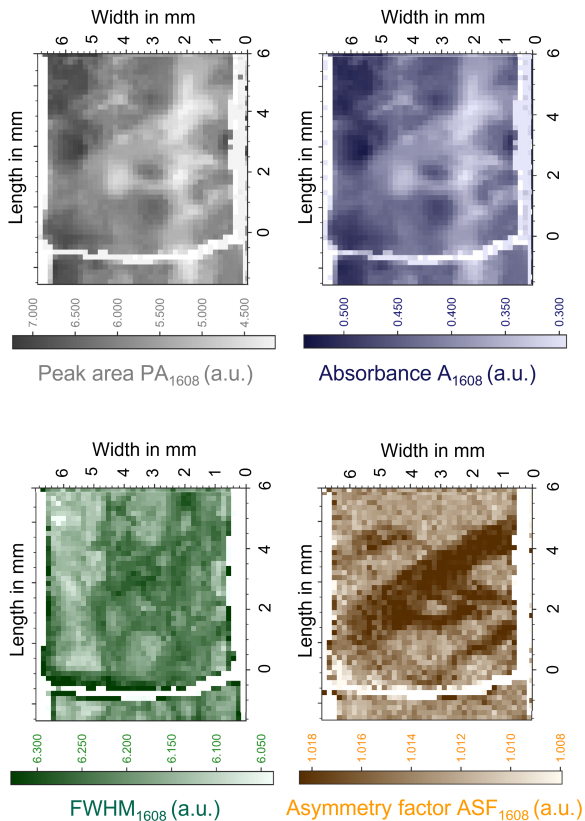 Width in mm
Width in mm
6 5 4 3 2 1 0
6 5 4 3 2 1 0
Length in mm
6 4 2 0
Length in mm
6 4 2 0
7.000 6.500 6.000 5.500 5.000 4.500
0.500 0.450 0.400 0.350 0.300
Peak area PA1608 (a.u.)
Absorbance A1608 (a.u.)
Width in mm
Width in mm
6 5 4 3 2 1 0
6 5 4 3 2 1 0
Length in mm
6 4 2 0
Length in mm
6 4 2 0
6.300 6.250 6.200 6.150 6.100 6.050
1.018 1.016 1.014 1.012 1.010 1.008
FWHM1608 (a.u.)
Asymmetry factor ASF1608 (a.u.)